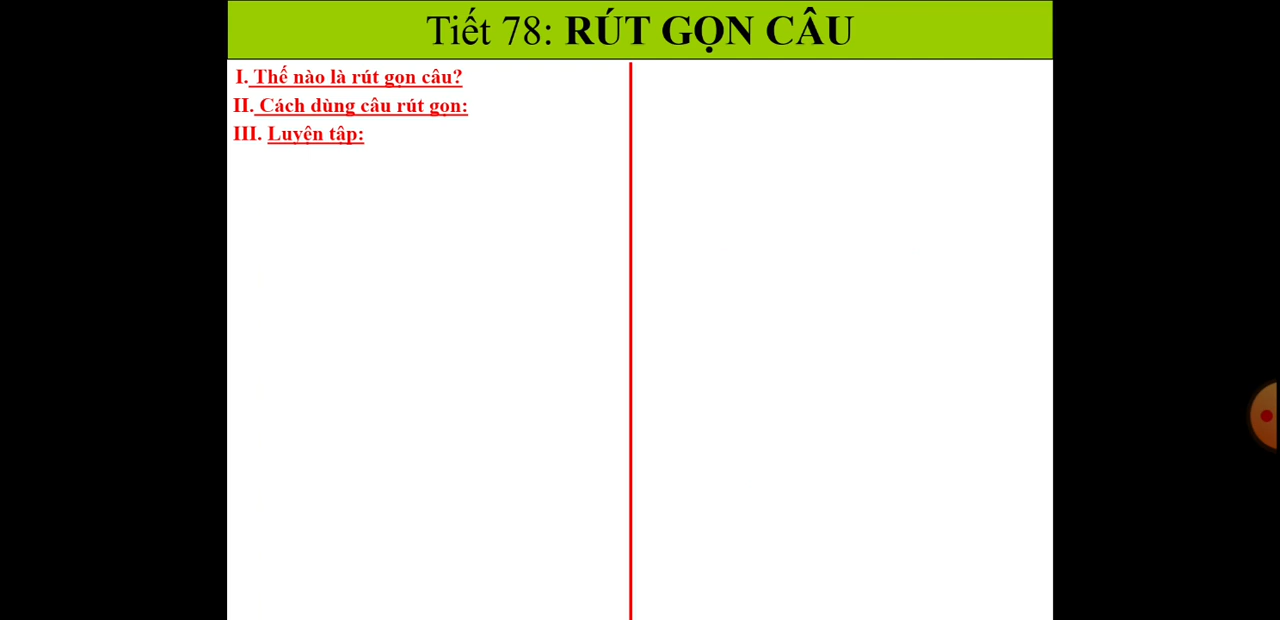 Tiết 78: RÚT GỌN CÂU
I. Thế nào là rút gọn câu?
II. Cách dùng câu rút gọn:
III. Luyện tập: